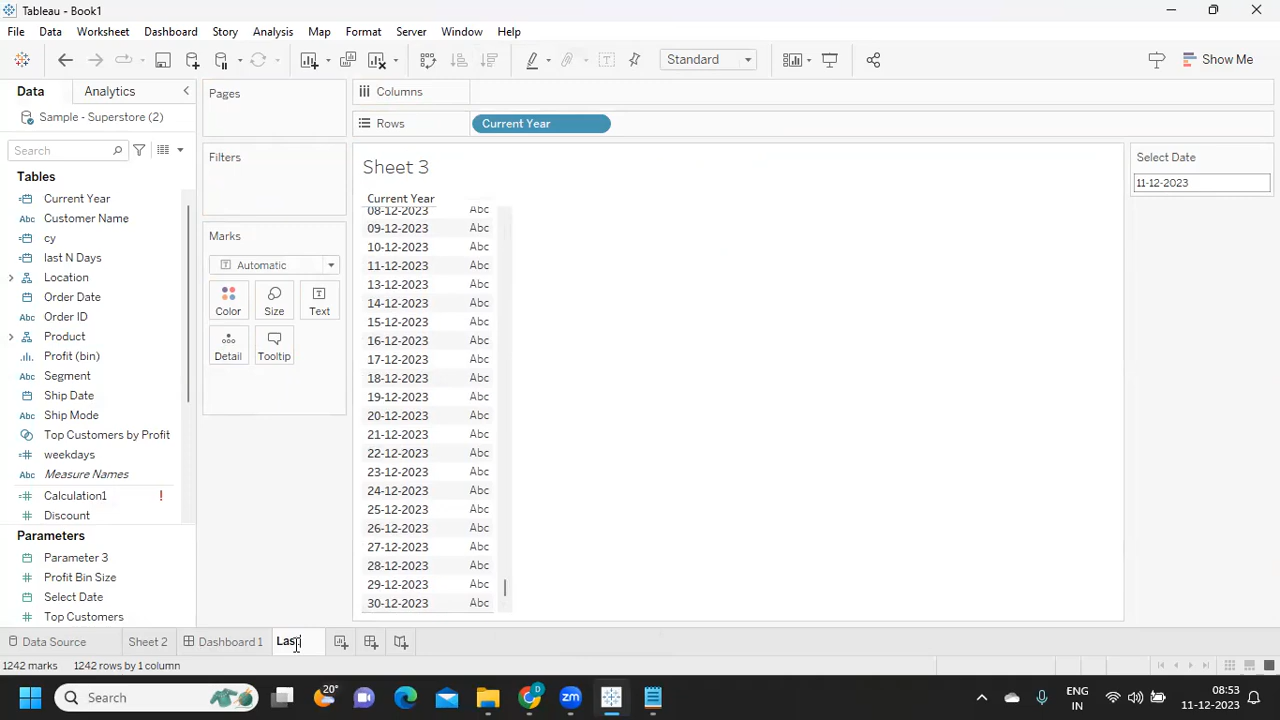 Tableau - Book1
File Data Worksheet Dashboard Story Analysis Map Format Server Window Help
Standard
Show Me
Data Analytics
Sample - Superstore (2)
Search
Tables
Current Year
Abc Customer Name
cy
last N Days
Location
Order Date
Abc Order ID
Product
Profit (bin)
Abc Segment
Ship Date
Abc Ship Mode
Top Customers by Profit
weekdays
Abc Measure Names
Calculation1 !
Discount
Parameters
Parameter 3
Profit Bin Size
Select Date
Top Customers
Pages
Filters
Marks
Automatic
Color Size Text
Detail Tooltip
Columns
Rows Current Year
Sheet 3
Current Year
08-12-2023 Abc
09-12-2023 Abc
10-12-2023 Abc
11-12-2023 Abc
13-12-2023 Abc
14-12-2023 Abc
15-12-2023 Abc
16-12-2023 Abc
17-12-2023 Abc
18-12-2023 Abc
19-12-2023 Abc
20-12-2023 Abc
21-12-2023 Abc
22-12-2023 Abc
23-12-2023 Abc
24-12-2023 Abc
25-12-2023 Abc
26-12-2023 Abc
27-12-2023 Abc
28-12-2023 Abc
29-12-2023 Abc
30-12-2023 Abc
Select Date
11-12-2023
Data Source Sheet 2 Dashboard 1 Las
1242 marks 1242 rows by 1 column
Search
20°
ENG
IN
08:53
11-12-2023